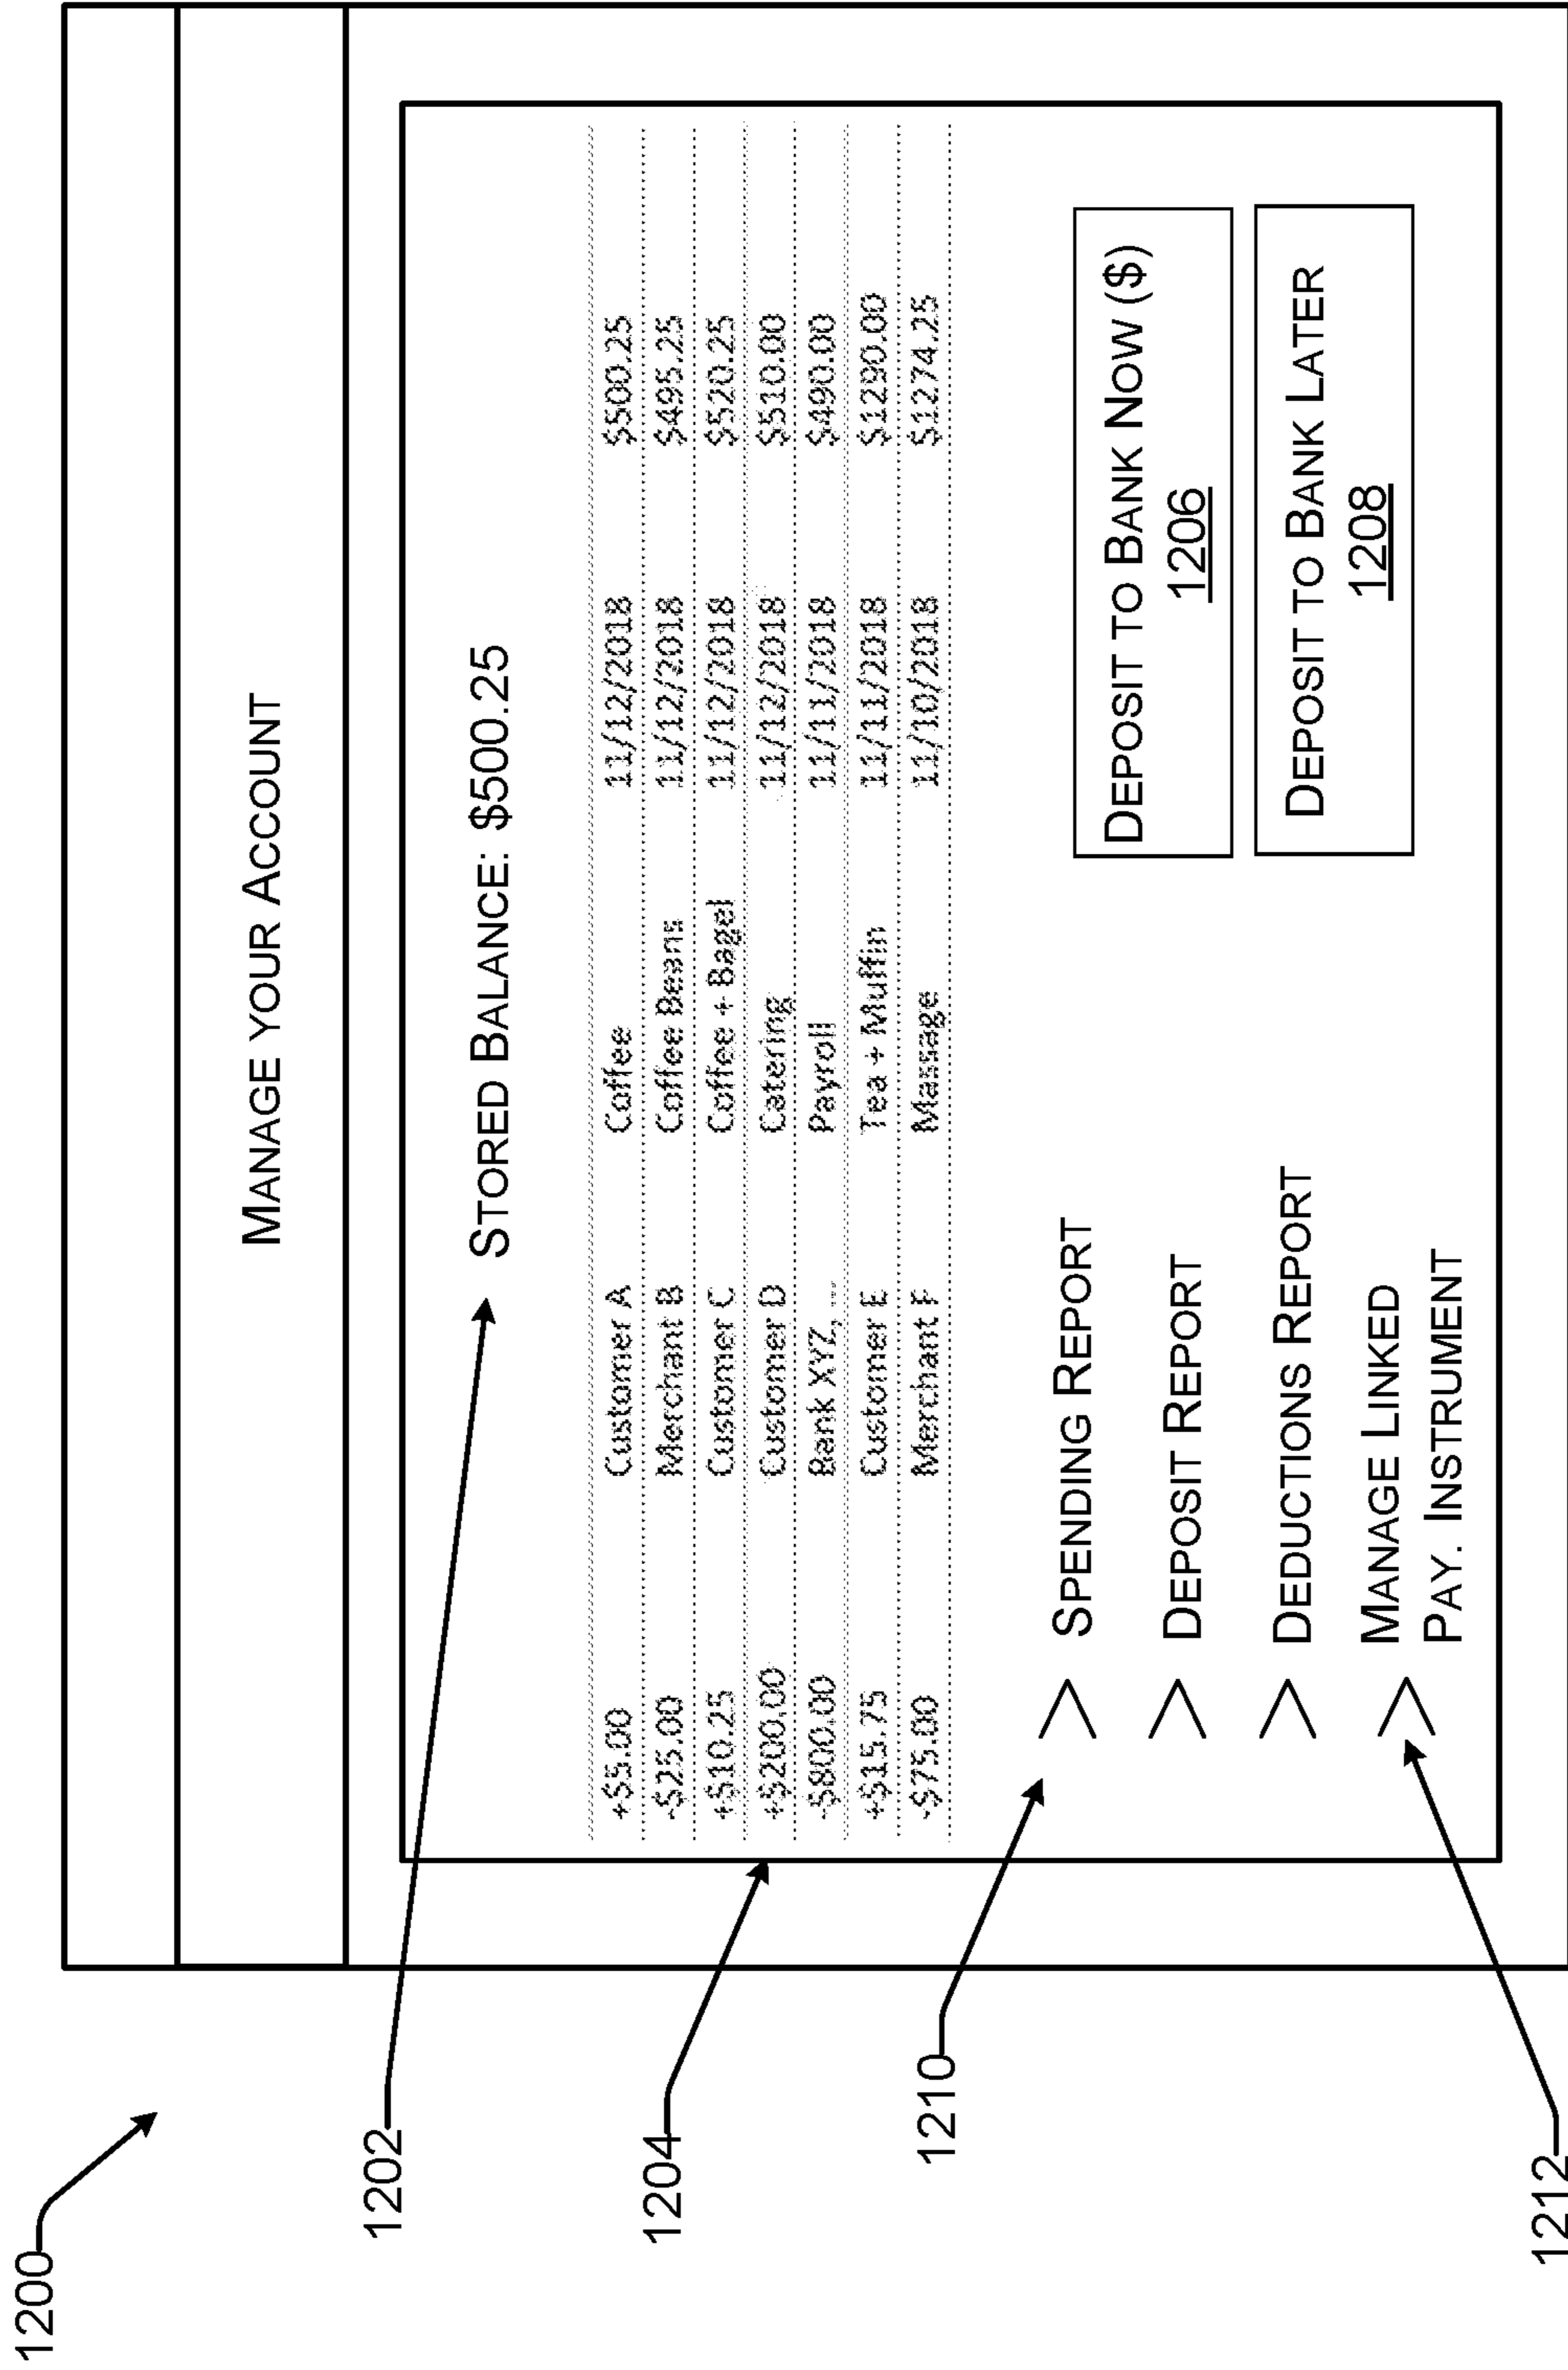 1200
MANAGE YOUR ACCOUNT
1202
STORED BALANCE: $500.25
+$5.00 Customer A Coffee 11/12/2018 $500.25
-$25.00 Merchant B Coffee Beans 11/12/2018 $495.25
+$10.25 Customer C Coffee + Bagel 11/12/2018 $520.25
1204
+$200.00 Customer D Catering 11/12/2018 $510.00
-$800.00 Bank XYZ, ... Payroll 11/11/2018 $490.00
+$15.75 Customer E Tea + Muffin 11/11/2018 $1290.00
-$75.00 Merchant F Massage 11/10/2018 $1274.25
1210
> SPENDING REPORT
> DEPOSIT REPORT
> DEDUCTIONS REPORT
> MANAGE LINKED
PAY. INSTRUMENT
DEPOSIT TO BANK NOW ($)
1206
DEPOSIT TO BANK LATER
1208
1212